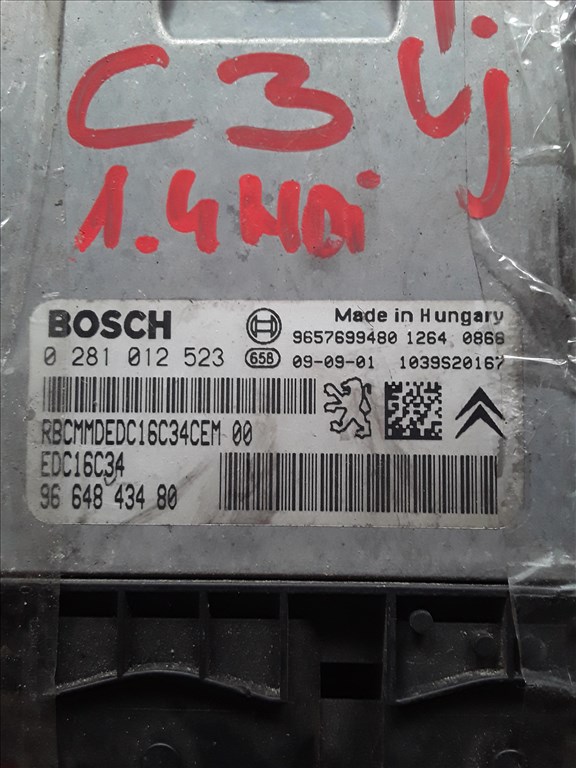 C3 Lj
1.4 HDi
BOSCH
Made in Hungary
9657699480 1264 0868
0 281 012 523
658
09-09-01 1039S20167
RBCMMDEDC16C34CEM 00
EDC16C34
96 648 434 80